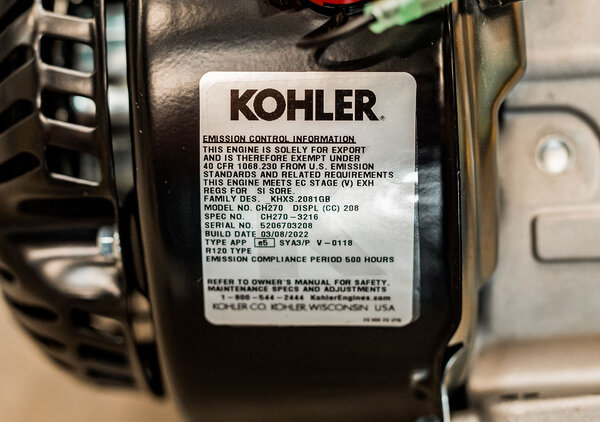 KOHLER
EMISSION CONTROL INFORMATION
THIS ENGINE IS SOLELY FOR EXPORT
AND IS THEREFORE EXEMPT UNDER
40 CFR 1068.230 FROM U.S. EMISSION
STANDARDS AND RELATED REQUIREMENTS
THIS ENGINE MEETS EC STAGE (V) EXH
REGS FOR SI SORE.
FAMILY DES. KHXS.2081GB
MODEL NO. CH270 DISPL (CC) 208
SPEC NO. CH270-3216
SERIAL NO. 5206703208
BUILD DATE 03/08/2022
TYPE APP e5 SYA3/P V-0118
R120 TYPE
EMISSION COMPLIANCE PERIOD 500 HOURS
REFER TO OWNER'S MANUAL FOR SAFETY,
MAINTENANCE SPECS AND ADJUSTMENTS
1-800-544-2444 KohlerEngines.com
KOHLER CO. KOHLER, WISCONSIN USA